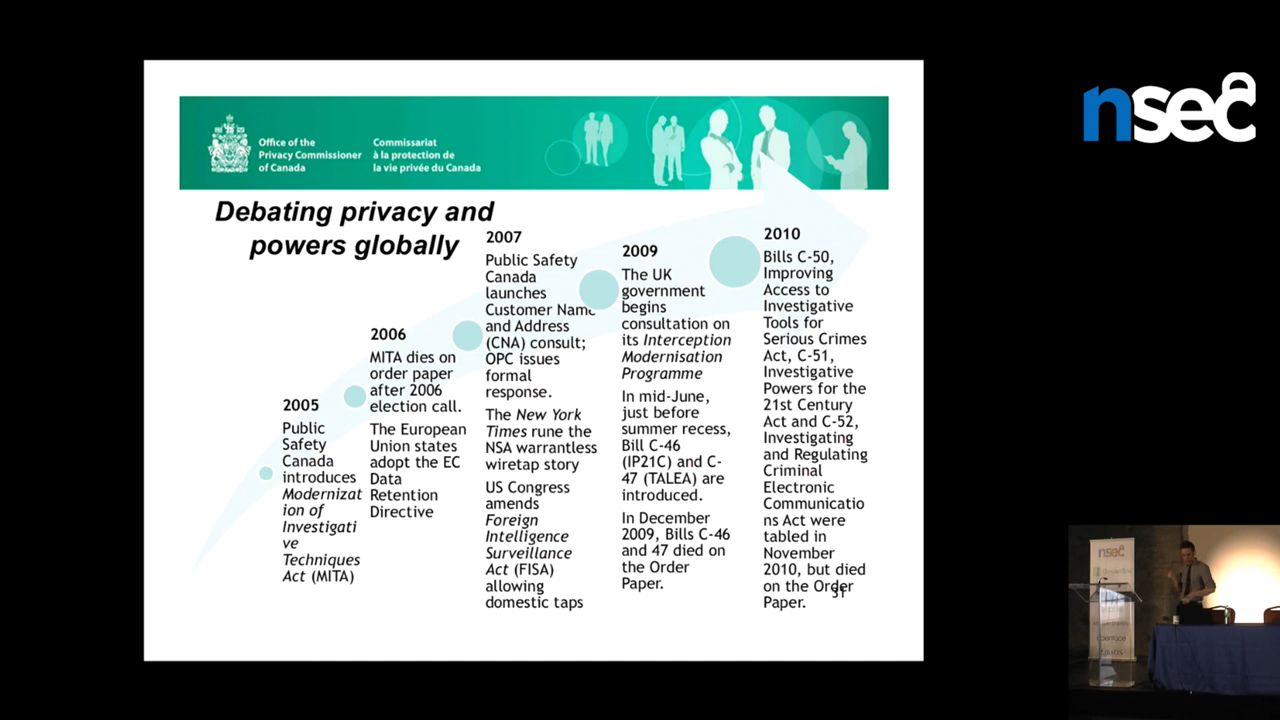 nsec
Office of the
Privacy Commissioner
of Canada
Commissariat
à la protection de
la vie privée du Canada
Debating privacy and
powers globally
2005
Public
Safety
Canada
introduces
Modernizat
ion of
Investigati
ve
Techniques
Act (MITA)
2006
MITA dies on
order paper
after 2006
election call.
The European
Union states
adopt the EC
Data
Retention
Directive
2007
Public Safety
Canada
launches
Customer Name
and Address
(CNA) consult;
OPC issues
formal
response.
The New York
Times rune the
NSA warrantless
wiretap story
US Congress
amends
Foreign
Intelligence
Surveillance
Act (FISA)
allowing
domestic taps
2009
The UK
government
begins
consultation on
its Interception
Modernisation
Programme
In mid-June,
just before
summer recess,
Bill C-46
(IP21C) and C-
47 (TALEA) are
introduced.
In December
2009, Bills C-46
and 47 died on
the Order
Paper.
2010
Bills C-50,
Improving
Access to
Investigative
Tools for
Serious Crimes
Act, C-51,
Investigative
Powers for the
21st Century
Act and C-52,
Investigating
and Regulating
Criminal
Electronic
Communicatio
ns Act were
tabled in
November
2010, but died
on the Order
Paper.
31
nsec